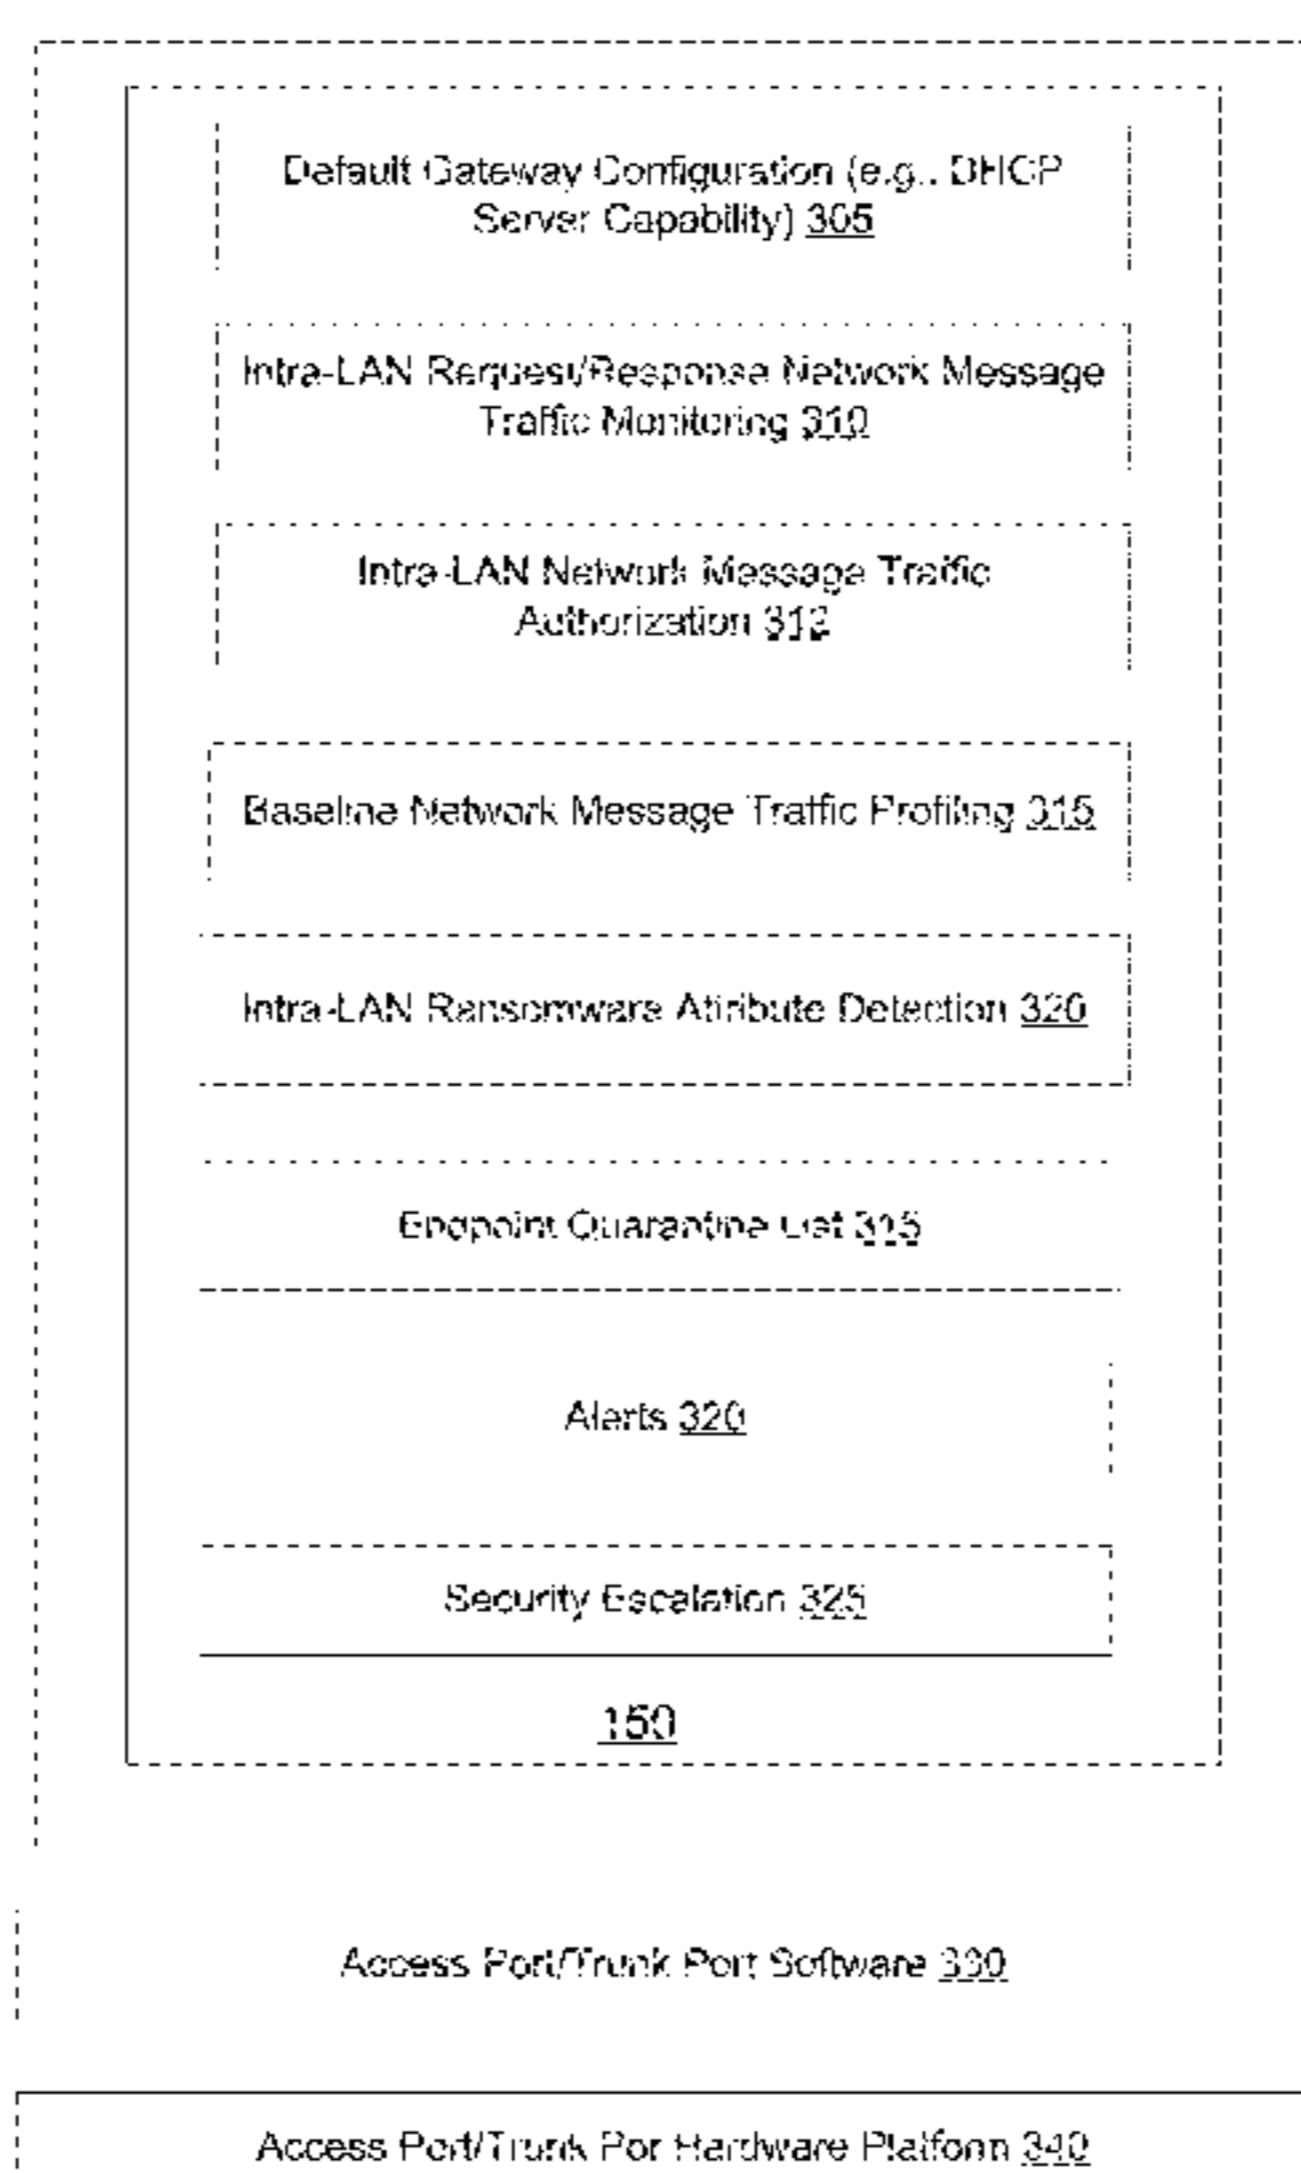 Default Gateway Configuration (e.g., DHCP
Server Capability) 305
Intra-LAN Request/Response Network Message
Traffic Monitoring 310
Intra-LAN Network Message Traffic
Authorization 312
Baseline Network Message Traffic Profiling 315
Intra-LAN Ransomware Attribute Detection 320
Endpoint Quarantine List 315
Alerts 320
Security Escalation 325
150
Access Port/Trunk Port Software 330
Access Port/Trunk Por Hardware Platform 340